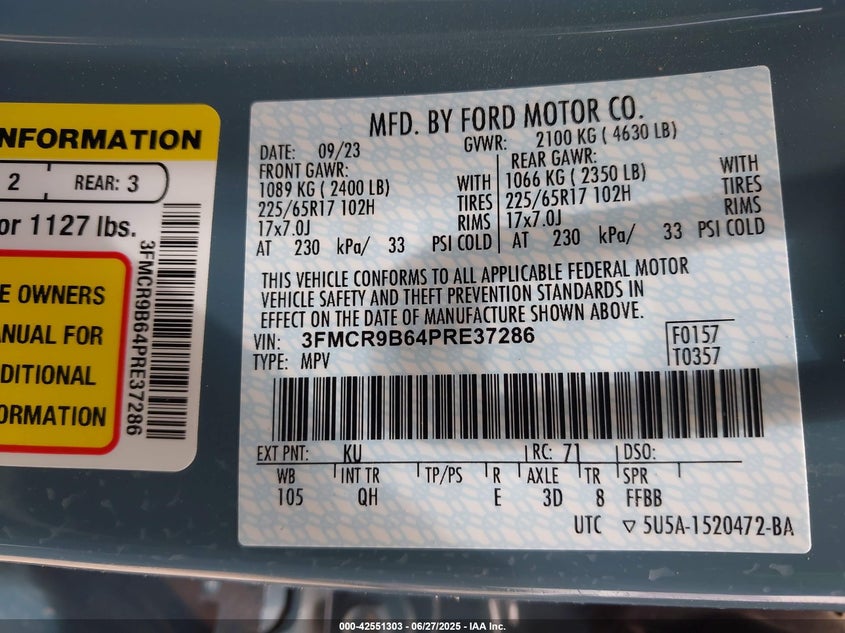 NFORMATION
2 REAR: 3
or 1127 lbs.
E OWNERS
ANUAL FOR
DITIONAL
ORMATION
3FMCR9B64PRE37286
MFD. BY FORD MOTOR CO.
DATE: 09/23 GVWR: 2100 KG ( 4630 LB)
FRONT GAWR: REAR GAWR:
1089 KG ( 2400 LB) WITH 1066 KG ( 2350 LB) WITH
225/65R17 102H TIRES 225/65R17 102H TIRES
17x7.0J RIMS 17x7.0J RIMS
AT 230 kPa/ 33 PSI COLD AT 230 kPa/ 33 PSI COLD
THIS VEHICLE CONFORMS TO ALL APPLICABLE FEDERAL MOTOR
VEHICLE SAFETY AND THEFT PREVENTION STANDARDS IN
EFFECT ON THE DATE OF MANUFACTURE SHOWN ABOVE.
VIN: 3FMCR9B64PRE37286 F0157
TYPE: MPV T0357
EXT PNT: KU RC: 71 DSO:
WB INT TR TP/PS R AXLE TR SPR
105 QH E 3D 8 FFBB
UTC ▽ 5U5A-1520472-BA
000-42551303 | 06/27/2025 - IAA Inc.